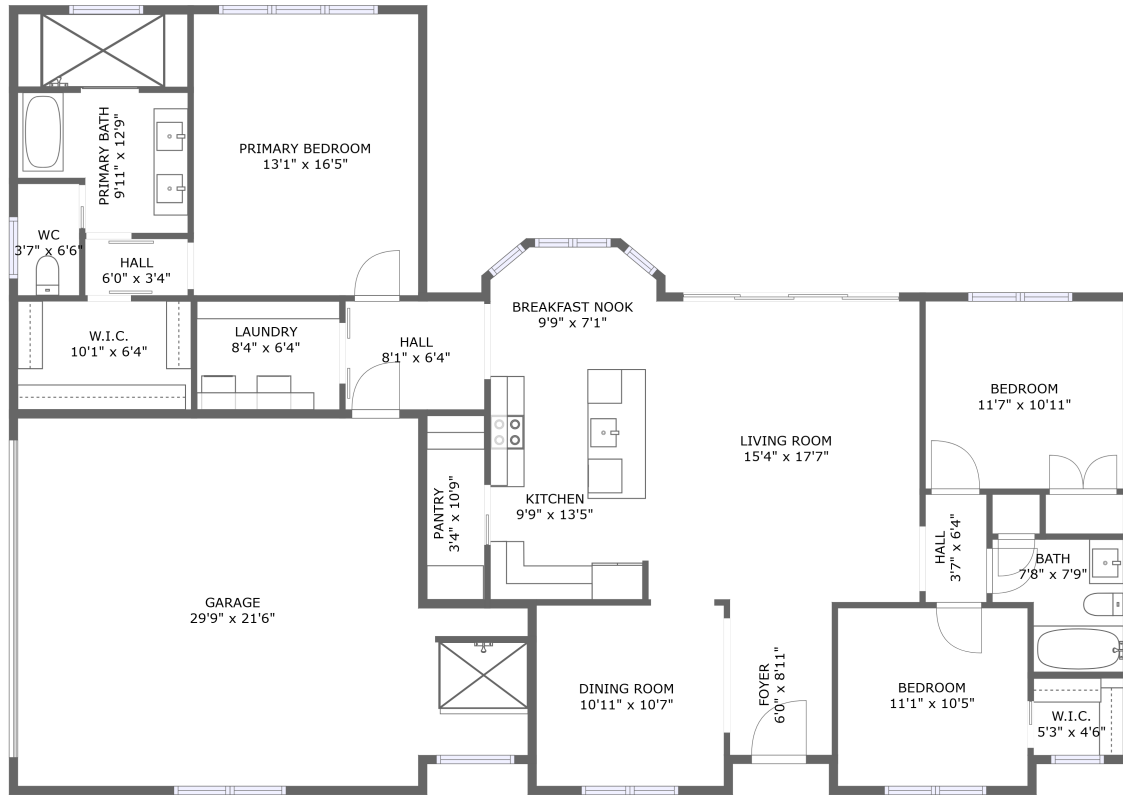 PRIMARY BATH
9'11" x 12'9"
PRIMARY BEDROOM
13'1" x 16'5"
WC
3'7" x 6'6"
HALL
6'0" x 3'4"
W.I.C.
10'1" x 6'4"
LAUNDRY
8'4" x 6'4"
HALL
8'1" x 6'4"
BREAKFAST NOOK
9'9" x 7'1"
BEDROOM
11'7" x 10'11"
LIVING ROOM
15'4" x 17'7"
PANTRY
3'4" x 10'9"
KITCHEN
9'9" x 13'5"
HALL
3'7" x 6'4"
BATH
7'8" x 7'9"
GARAGE
29'9" x 21'6"
DINING ROOM
10'11" x 10'7"
FOYER
6'0" x 8'11"
BEDROOM
11'1" x 10'5"
W.I.C.
5'3" x 4'6"